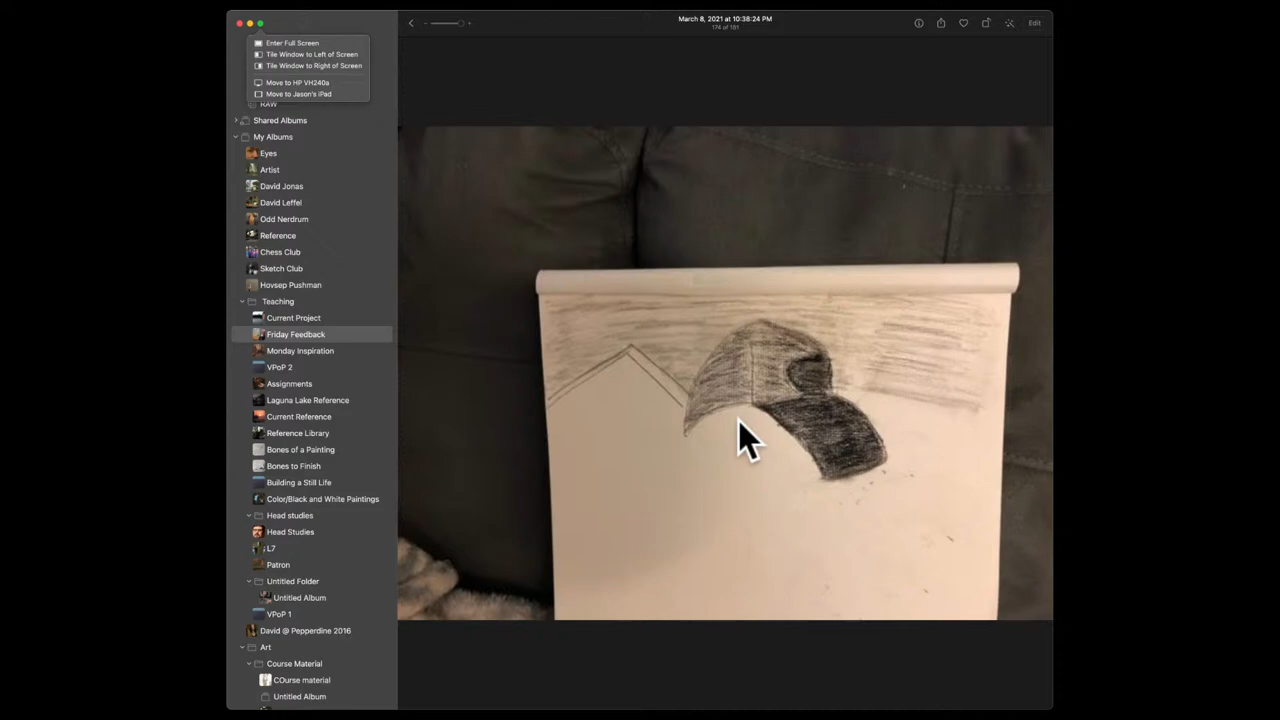 March 8, 2021 at 10:38:24 PM
174 of 181
Edit
Enter Full Screen
Tile Window to Left of Screen
Tile Window to Right of Screen
Move to HP VH240a
Move to Jason's iPad
RAW
Shared Albums
My Albums
Eyes
Artist
David Jonas
David Leffel
Odd Nerdrum
Reference
Chess Club
Sketch Club
Hovsep Pushman
Teaching
Current Project
Friday Feedback
Monday Inspiration
VPoP 2
Assignments
Laguna Lake Reference
Current Reference
Reference Library
Bones of a Painting
Bones to Finish
Building a Still Life
Color/Black and White Paintings
Head studies
Head Studies
L7
Patron
Untitled Folder
Untitled Album
VPoP 1
David @ Pepperdine 2016
Art
Course Material
COurse material
Untitled Album